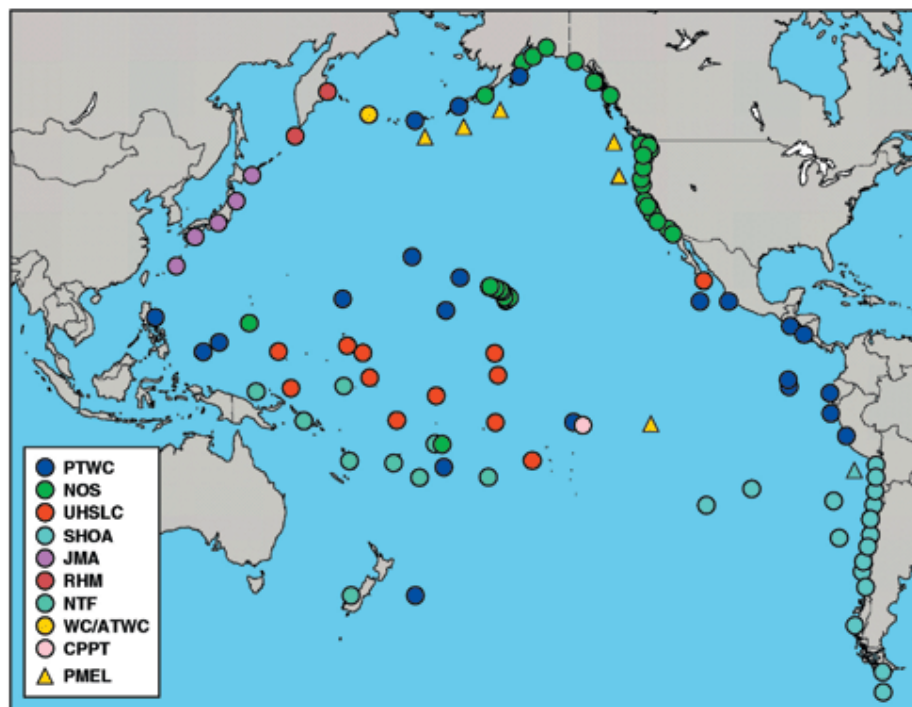 PTWC
NOS
UHSLC
SHOA
JMA
RHM
NTF
WC/ATWC
CPPT
PMEL